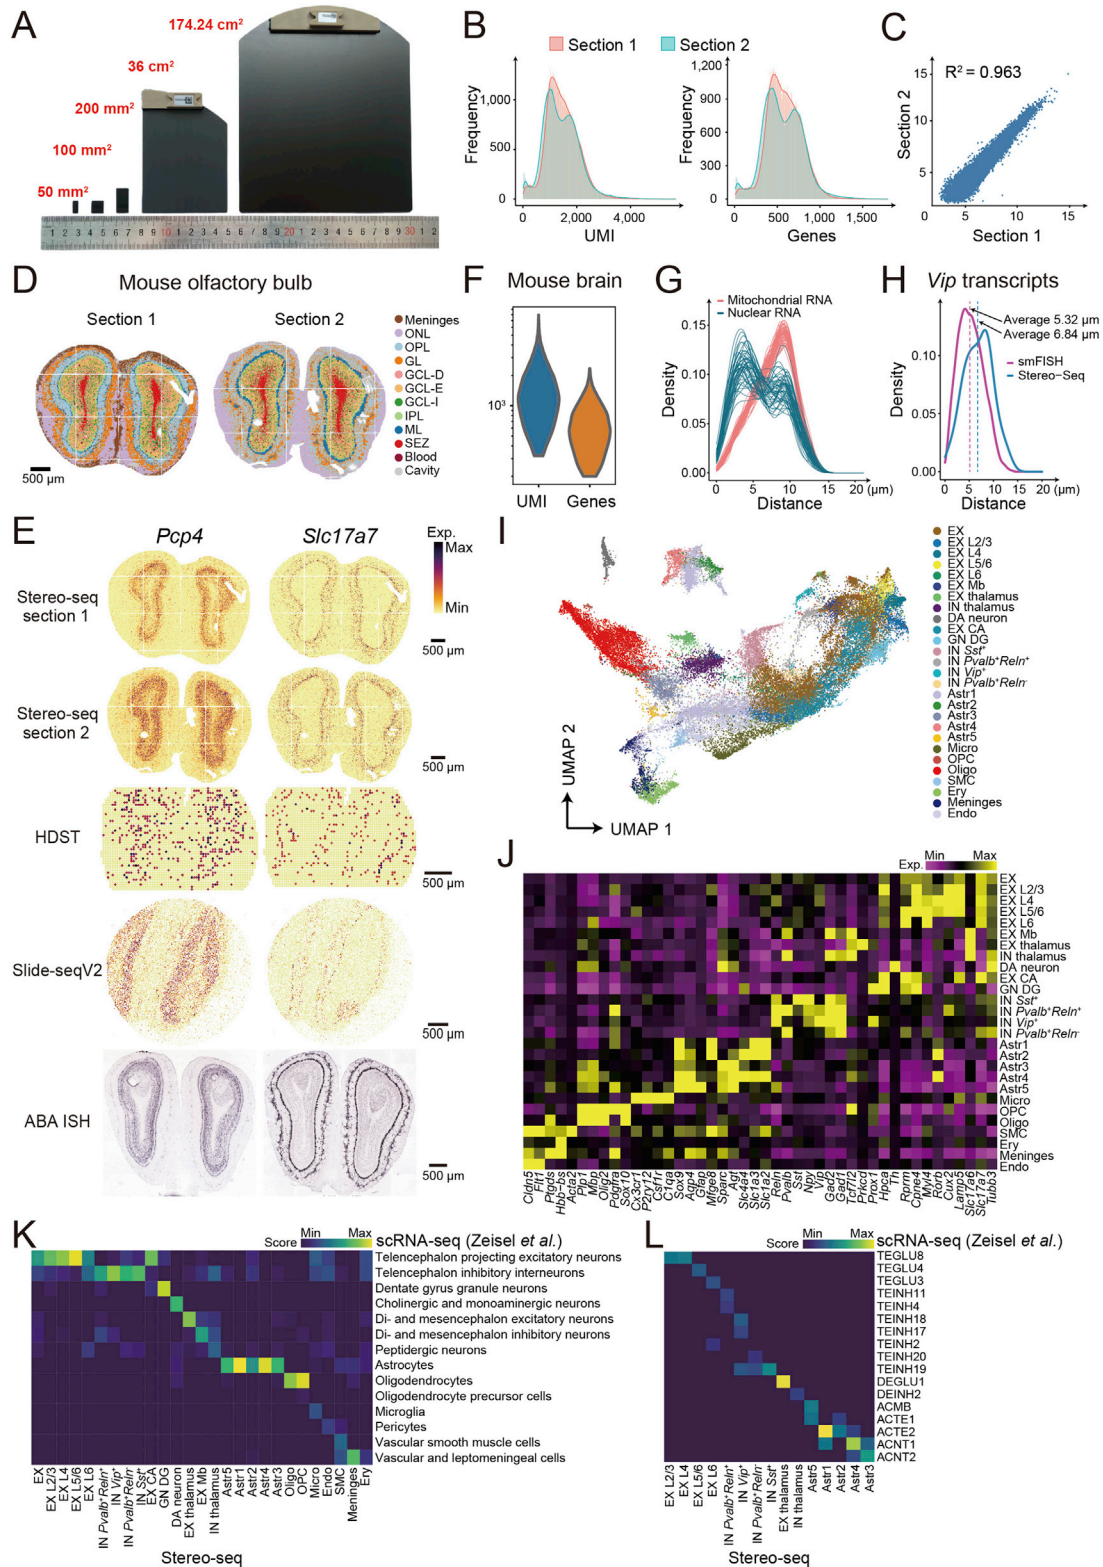 A
174.24 cm²
36 cm²
200 mm²
100 mm²
50 mm²
B
Section 1
Section 2
Frequency
1,000
500
0
0
2,000
4,000
UMI
Frequency
1,200
900
600
300
0
0
500
1,000
1,500
Genes
C
R² = 0.963
Section 2
15
10
5
5
10
15
Section 1
D
Mouse olfactory bulb
Section 1
Section 2
500 µm
Meninges
ONL
OPL
GL
GCL-D
GCL-E
GCL-I
IPL
ML
SEZ
Blood
Cavity
E
Pcp4
Slc17a7
Exp.
Max
Min
Stereo-seq
section 1
500 µm
Stereo-seq
section 2
500 µm
HDST
500 µm
Slide-seqV2
500 µm
ABA ISH
500 µm
F
Mouse brain
10³
UMI
Genes
G
Mitochondrial RNA
Nuclear RNA
Density
0.15
0.10
0.05
0.00
0
5
10
15
20 (µm)
Distance
H
Vip transcripts
Average 5.32 µm
Average 6.84 µm
smFISH
Stereo-Seq
Density
0.10
0.05
0.00
0
5
10
15
20 (µm)
Distance
I
UMAP 2
UMAP 1
EX
EX L2/3
EX L4
EX L5/6
EX L6
EX Mb
EX thalamus
IN thalamus
DA neuron
EX CA
GN DG
IN Sst⁺
IN Pvalb⁺Reln⁺
IN Vip⁺
IN Pvalb⁺Reln⁻
Astr1
Astr2
Astr3
Astr4
Astr5
Micro
OPC
Oligo
SMC
Ery
Meninges
Endo
J
Exp.
Min
Max
EX
EX L2/3
EX L4
EX L5/6
EX L6
EX Mb
EX thalamus
IN thalamus
DA neuron
EX CA
GN DG
IN Sst⁺
IN Pvalb⁺Reln⁺
IN Vip⁺
IN Pvalb⁺Reln⁻
Astr1
Astr2
Astr3
Astr4
Astr5
Micro
OPC
Oligo
SMC
Ery
Meninges
Endo
Cldn5
Flt1
Ptgds
Hbb-bs
Acta2
Plp1
Mbp
Olig2
Pdgfra
Sox10
Cx3cr1
P2ry12
Csf1r
C1qa
Sox9
Aqp4
Gfap
Mfge8
Sparc
Agt
Slc4a4
Slc1a3
Slc1a2
Reln
Pvalb
Sst
Npy
Vip
Gad2
Gad1
Tcf7l2
Prkcd
Prox1
Hpca
Th
Rprm
Cpne4
Myl4
Rorb
Cux2
Lamp5
Slc17a6
Slc17a7
Tubb3
K
Score
Min
Max
scRNA-seq (Zeisel et al.)
Telencephalon projecting excitatory neurons
Telencephalon inhibitory interneurons
Dentate gyrus granule neurons
Cholinergic and monoaminergic neurons
Di- and mesencephalon excitatory neurons
Di- and mesencephalon inhibitory neurons
Peptidergic neurons
Astrocytes
Oligodendrocytes
Oligodendrocyte precursor cells
Microglia
Pericytes
Vascular smooth muscle cells
Vascular and leptomeningeal cells
EX
EX L2/3
EX L4
EX L5/6
EX L6
IN Pvalb⁺Reln⁺
IN Vip⁺
IN Pvalb⁺Reln⁻
IN Sst⁺
EX CA
GN DG
DA neuron
EX thalamus
EX Mb
IN thalamus
Astr5
Astr1
Astr2
Astr4
Astr3
Oligo
OPC
Micro
Endo
SMC
Meninges
Ery
Stereo-seq
L
Score
Min
Max
scRNA-seq (Zeisel et al.)
TEGLU8
TEGLU4
TEGLU3
TEINH11
TEINH4
TEINH18
TEINH17
TEINH2
TEINH20
TEINH19
DEGLU1
DEINH2
ACMB
ACTE1
ACTE2
ACNT1
ACNT2
EX L2/3
EX L4
EX L5/6
EX L6
IN Pvalb⁺Reln⁺
IN Vip⁺
IN Pvalb⁺Reln⁻
IN Sst⁺
EX thalamus
IN thalamus
Astr5
Astr1
Astr2
Astr4
Astr3
Stereo-seq